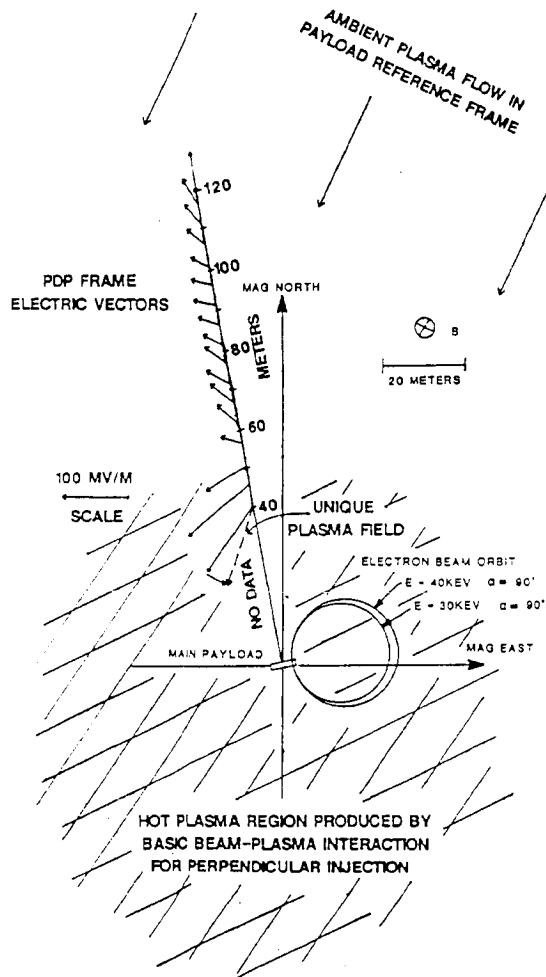 AMBIENT PLASMA FLOW IN
PAYLOAD REFERENCE FRAME
120
PDP FRAME
ELECTRIC VECTORS
100
MAG NORTH
80
METERS
B
20 METERS
60
100 MV/M
SCALE
40
UNIQUE
PLASMA FIELD
NO DATA
ELECTRON BEAM ORBIT
E - 40KEV α = 90°
E - 30KEV α = 90°
MAIN PAYLOAD
MAG EAST
HOT PLASMA REGION PRODUCED BY
BASIC BEAM-PLASMA INTERACTION
FOR PERPENDICULAR INJECTION